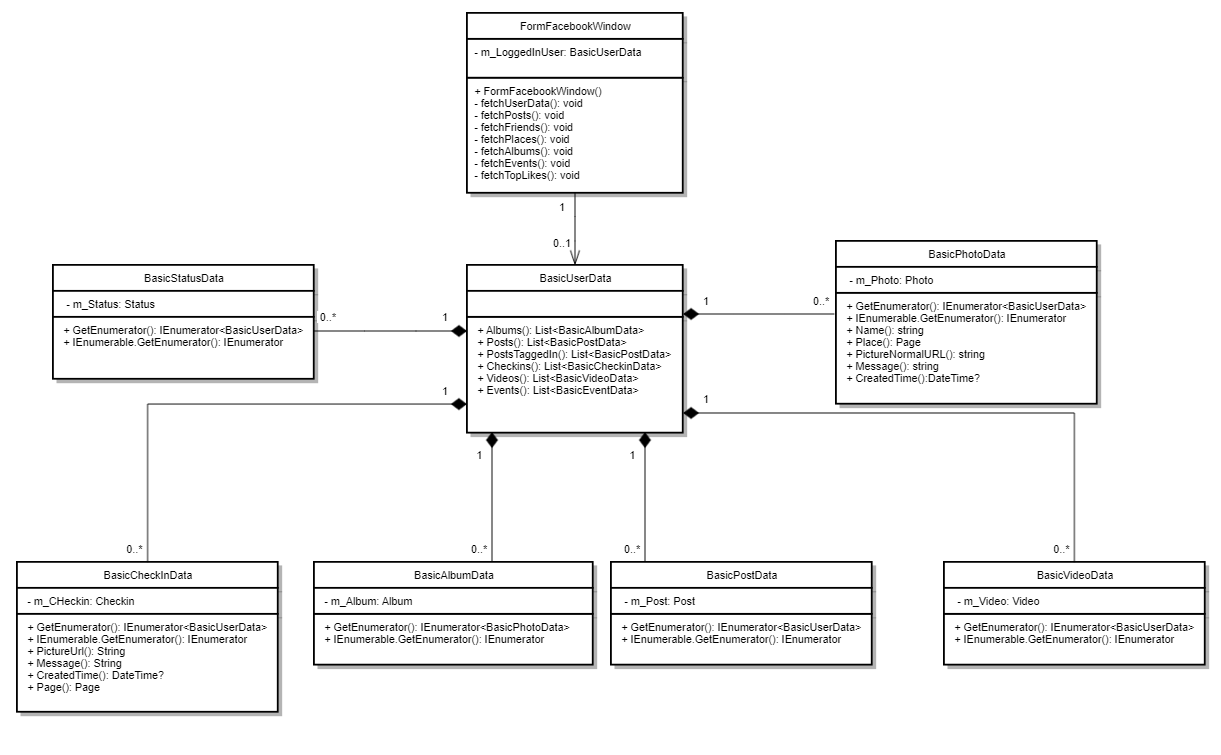 FormFacebookWindow
- m_LoggedInUser: BasicUserData
+ FormFacebookWindow()
- fetchUserData(): void
- fetchPosts(): void
- fetchFriends(): void
- fetchPlaces(): void
- fetchAlbums(): void
- fetchEvents(): void
- fetchTopLikes(): void
1
0..1
BasicStatusData
- m_Status: Status
+ GetEnumerator(): IEnumerator<BasicUserData>
+ IEnumerable.GetEnumerator(): IEnumerator
0..*
1
BasicUserData
+ Albums(): List<BasicAlbumData>
+ Posts(): List<BasicPostData>
+ PostsTaggedIn(): List<BasicPostData>
+ Checkins(): List<BasicCheckinData>
+ Videos(): List<BasicVideoData>
+ Events(): List<BasicEventData>
1
0..*
BasicPhotoData
- m_Photo: Photo
+ GetEnumerator(): IEnumerator<BasicUserData>
+ IEnumerable.GetEnumerator(): IEnumerator
+ Name(): string
+ Place(): Page
+ PictureNormalURL(): string
+ Message(): string
+ CreatedTime():DateTime?
1
1
1
1
0..*
0..*
0..*
0..*
BasicCheckInData
- m_CHeckin: Checkin
+ GetEnumerator(): IEnumerator<BasicUserData>
+ IEnumerable.GetEnumerator(): IEnumerator
+ PictureUrl(): String
+ Message(): String
+ CreatedTime(): DateTime?
+ Page(): Page
BasicAlbumData
- m_Album: Album
+ GetEnumerator(): IEnumerator<BasicPhotoData>
+ IEnumerable.GetEnumerator(): IEnumerator
BasicPostData
- m_Post: Post
+ GetEnumerator(): IEnumerator<BasicUserData>
+ IEnumerable.GetEnumerator(): IEnumerator
BasicVideoData
- m_Video: Video
+ GetEnumerator(): IEnumerator<BasicUserData>
+ IEnumerable.GetEnumerator(): IEnumerator